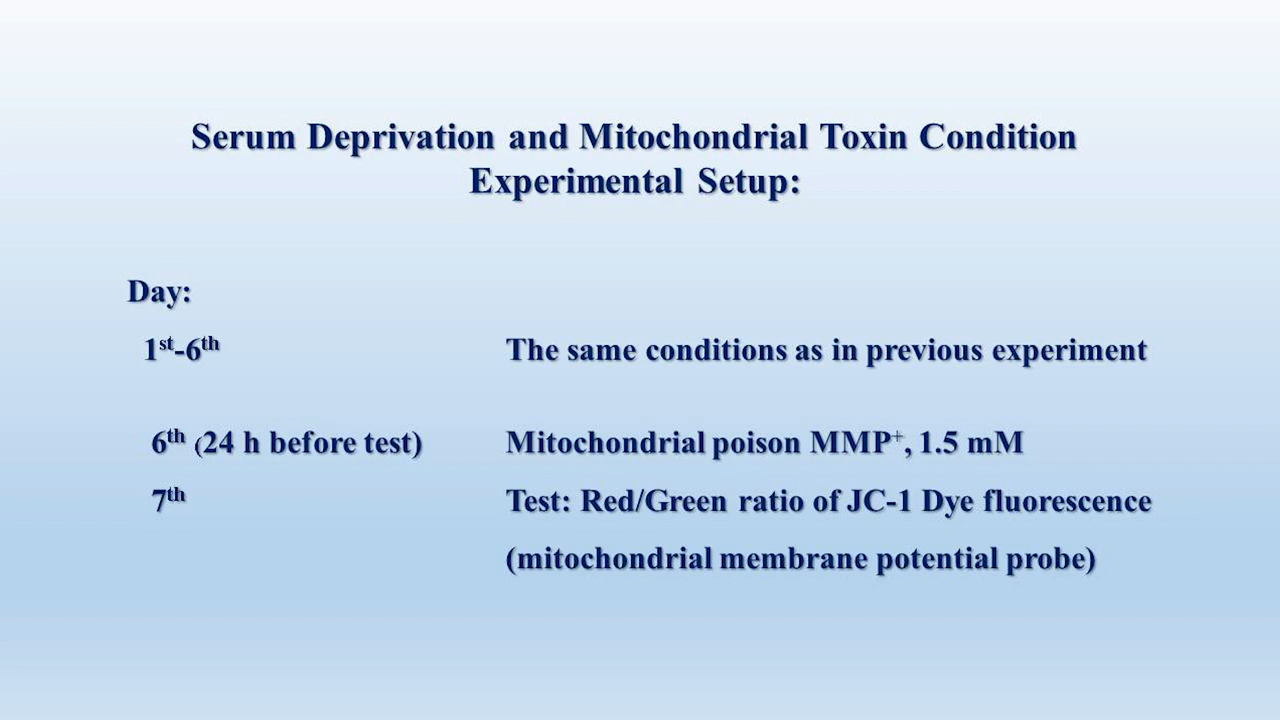 Serum Deprivation and Mitochondrial Toxin Condition
Experimental Setup:
Day:
1st-6th The same conditions as in previous experiment
6th (24 h before test) Mitochondrial poison MMP+, 1.5 mM
7th Test: Red/Green ratio of JC-1 Dye fluorescence
(mitochondrial membrane potential probe)